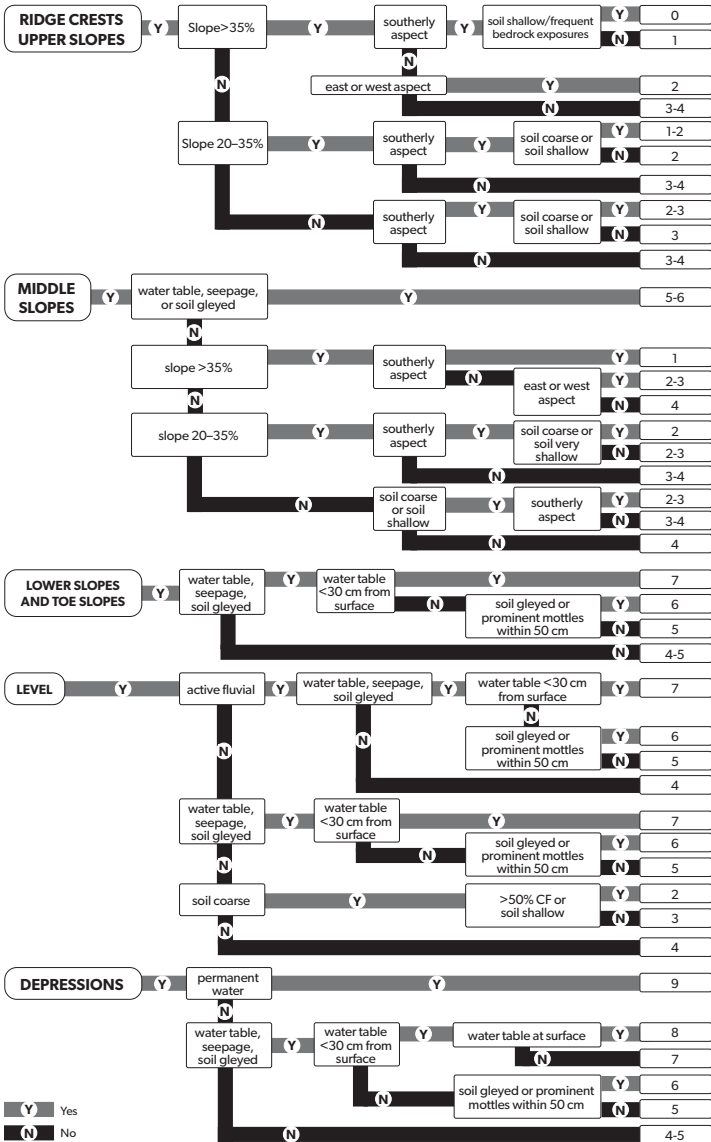 RIDGE CRESTS
UPPER SLOPES
Y
Slope>35%
Y
southerly
aspect
Y
soil shallow/frequent
bedrock exposures
Y
0
N
1
N
N
east or west aspect
Y
2
N
3-4
Slope 20–35%
Y
southerly
aspect
Y
soil coarse or
soil shallow
Y
1-2
N
2
N
3-4
N
southerly
aspect
Y
soil coarse or
soil shallow
Y
2-3
N
3
N
3-4
MIDDLE
SLOPES
Y
water table, seepage,
or soil gleyed
Y
5-6
N
slope >35%
Y
southerly
aspect
Y
1
N
east or west
aspect
Y
2-3
N
4
N
slope 20–35%
Y
southerly
aspect
Y
soil coarse or
soil very
shallow
Y
2
N
2-3
N
3-4
N
soil coarse
or soil
shallow
Y
southerly
aspect
Y
2-3
N
3-4
N
4
LOWER SLOPES
AND TOE SLOPES
Y
water table,
seepage,
soil gleyed
Y
water table
<30 cm from
surface
Y
7
N
soil gleyed or
prominent mottles
within 50 cm
Y
6
N
5
N
4-5
LEVEL
Y
active fluvial
Y
water table, seepage,
soil gleyed
Y
water table <30 cm
from surface
Y
7
N
soil gleyed or
prominent mottles
within 50 cm
Y
6
N
5
N
4
N
water table,
seepage,
soil gleyed
Y
water table
<30 cm from
surface
Y
7
N
soil gleyed or
prominent mottles
within 50 cm
Y
6
N
5
N
soil coarse
Y
>50% CF or
soil shallow
Y
2
N
3
N
4
DEPRESSIONS
Y
permanent
water
Y
9
N
water table,
seepage,
soil gleyed
Y
water table
<30 cm from
surface
Y
water table at surface
Y
8
N
7
N
soil gleyed or prominent
mottles within 50 cm
Y
6
N
5
N
4-5
Y Yes
N No